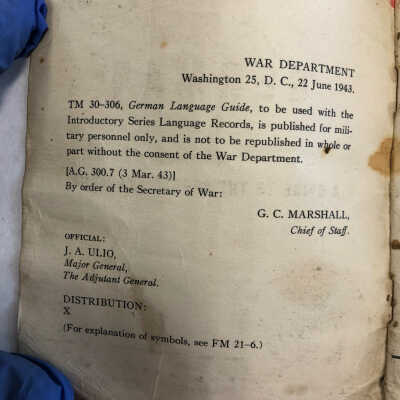 WAR DEPARTMENT
Washington 25, D. C., 22 June 1943.
TM 30-306, German Language Guide, to be used with the
Introductory Series Language Records, is published for mili-
tary personnel only, and is not to be republished in whole or
part without the consent of the War Department.
[A.G. 300.7 (3 Mar. 43)]
By order of the Secretary of War:
G. C. MARSHALL,
Chief of Staff.
OFFICIAL:
J. A. ULIO,
Major General,
The Adjutant General.
DISTRIBUTION:
X
(For explanation of symbols, see FM 21-6.)